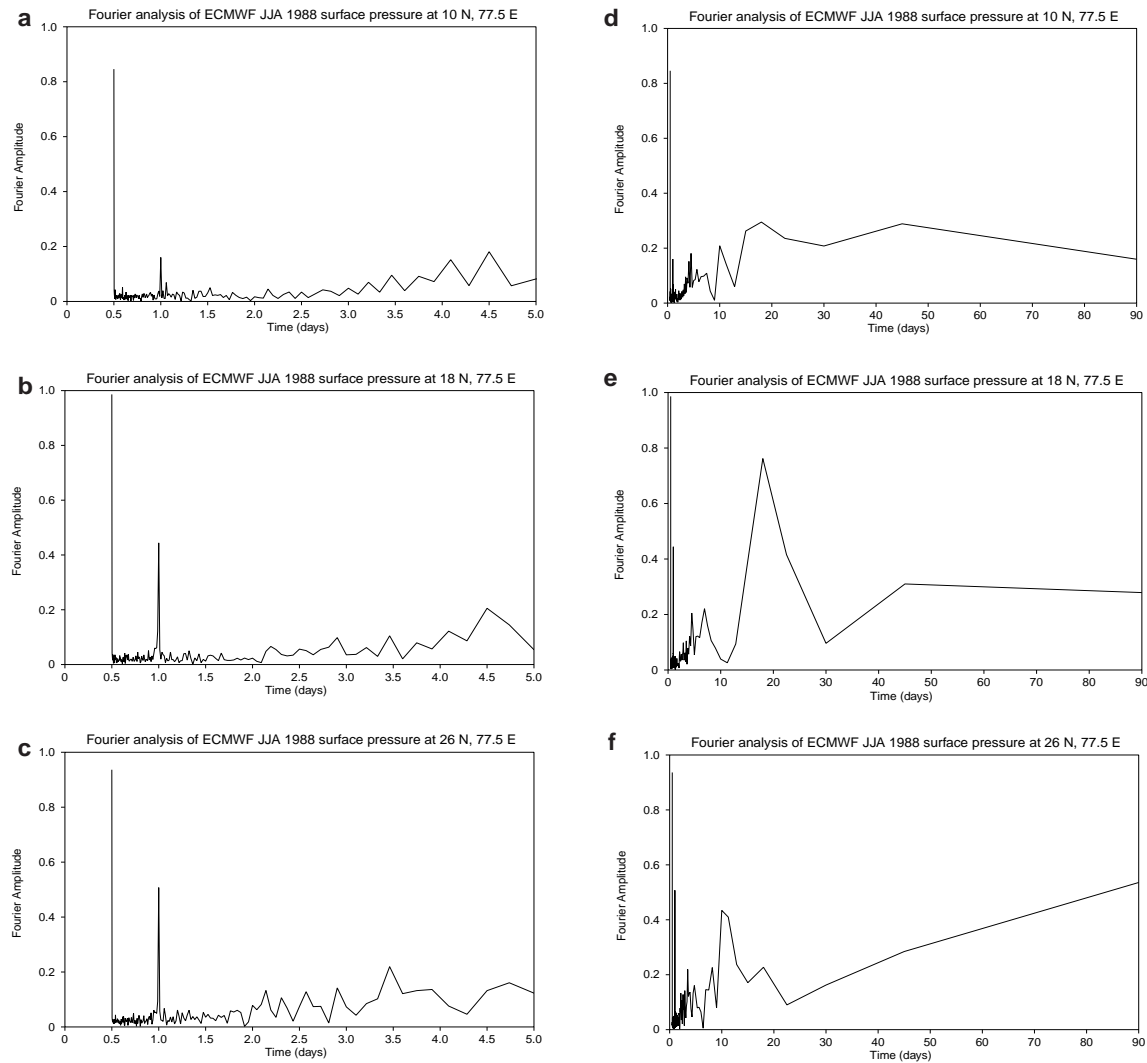 a
Fourier analysis of ECMWF JJA 1988 surface pressure at 10 N, 77.5 E
1.0
0.8
0.6
0.4
0.2
0
Fourier Amplitude
0 0.5 1.0 1.5 2.0 2.5 3.0 3.5 4.0 4.5 5.0
Time (days)
b
Fourier analysis of ECMWF JJA 1988 surface pressure at 18 N, 77.5 E
1.0
0.8
0.6
0.4
0.2
0
Fourier Amplitude
0 0.5 1.0 1.5 2.0 2.5 3.0 3.5 4.0 4.5 5.0
Time (days)
c
Fourier analysis of ECMWF JJA 1988 surface pressure at 26 N, 77.5 E
1.0
0.8
0.6
0.4
0.2
0
Fourier Amplitude
0 0.5 1.0 1.5 2.0 2.5 3.0 3.5 4.0 4.5 5.0
Time (days)
d
Fourier analysis of ECMWF JJA 1988 surface pressure at 10 N, 77.5 E
1.0
0.8
0.6
0.4
0.2
0
Fourier Amplitude
0 10 20 30 40 50 60 70 80 90
Time (days)
e
Fourier analysis of ECMWF JJA 1988 surface pressure at 18 N, 77.5 E
1.0
0.8
0.6
0.4
0.2
0
Fourier Amplitude
0 10 20 30 40 50 60 70 80 90
Time (days)
f
Fourier analysis of ECMWF JJA 1988 surface pressure at 26 N, 77.5 E
1.0
0.8
0.6
0.4
0.2
0
Fourier Amplitude
0 10 20 30 40 50 60 70 80 90
Time (days)